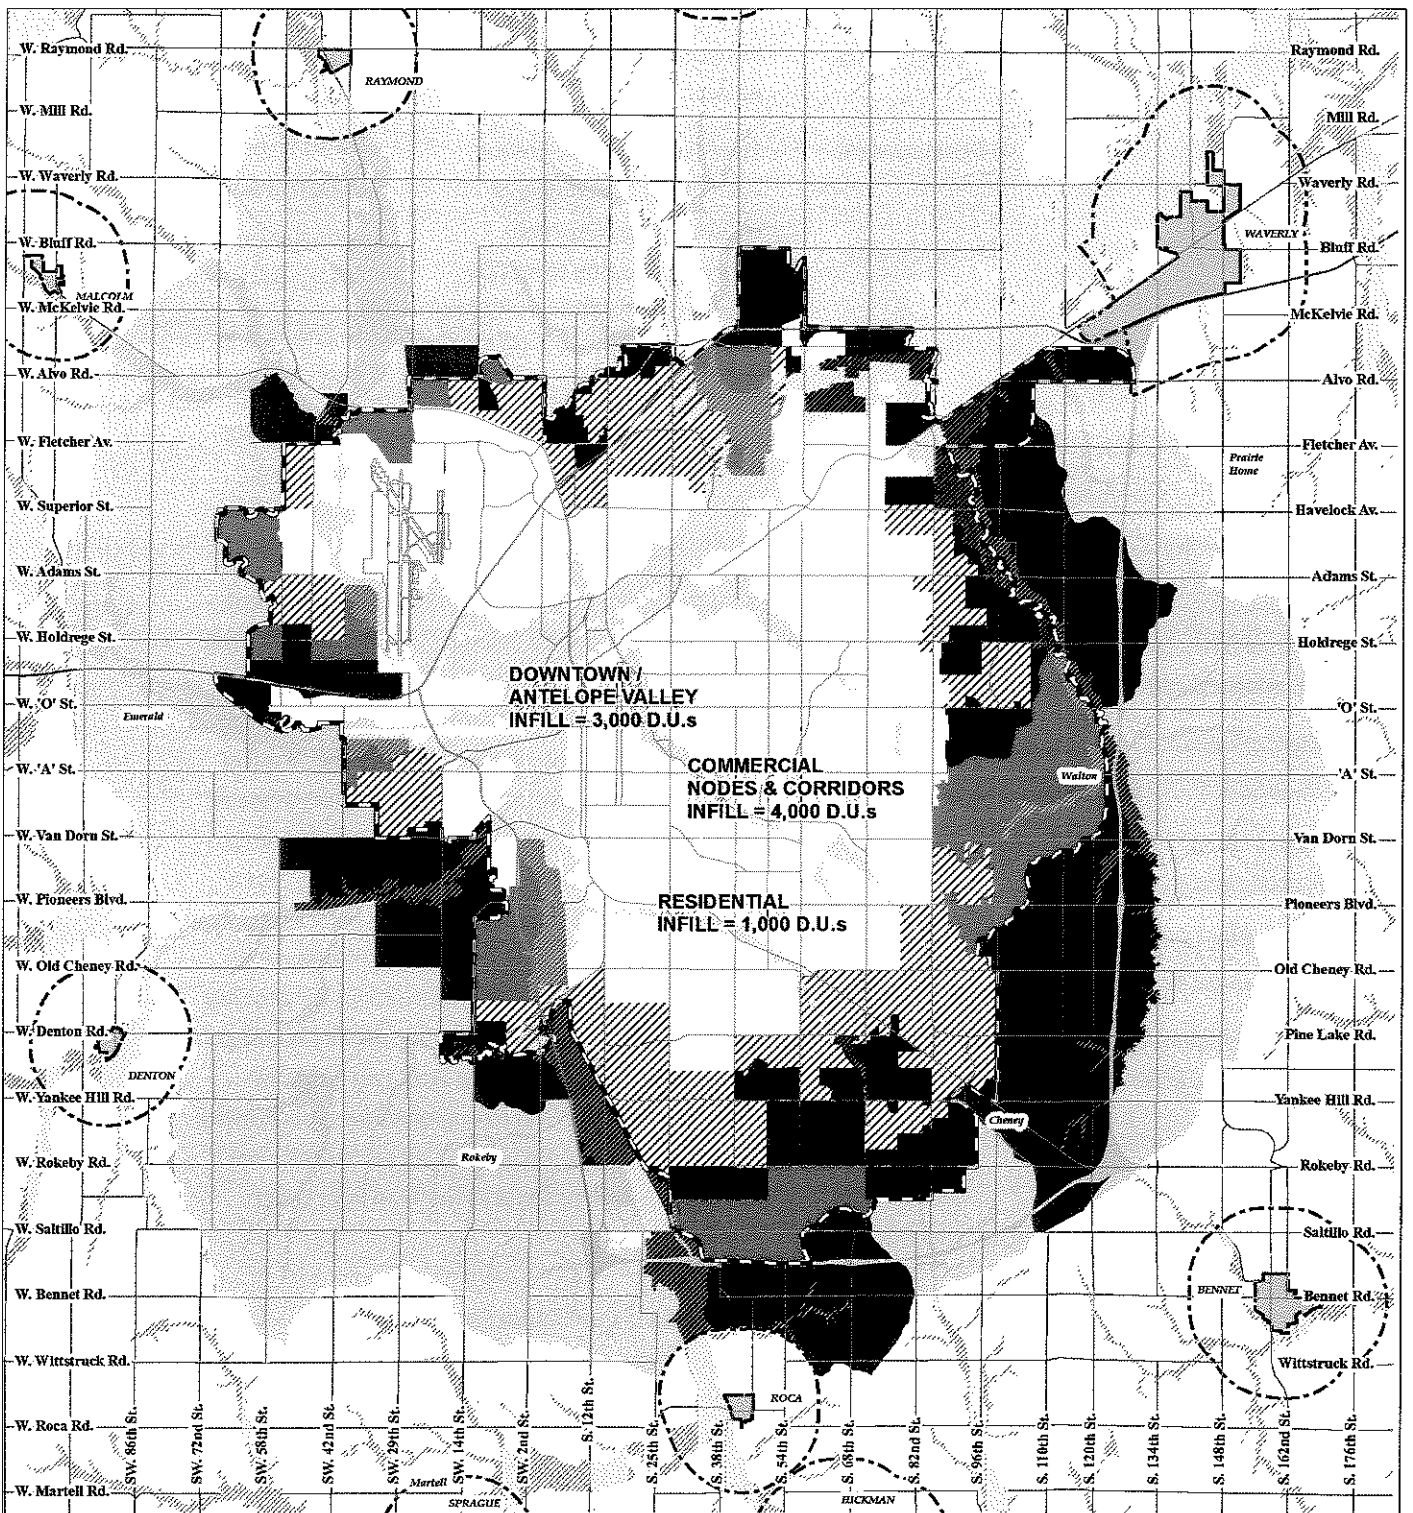 W. Raymond Rd.
Raymond Rd.
RAYMOND
W. Mill Rd.
Mill Rd.
W. Waverly Rd.
Waverly Rd.
WAVERLY
W. Bluff Rd.
Bluff Rd.
MALCOLM
W. McKelvie Rd.
McKelvie Rd.
W. Alvo Rd.
Alvo Rd.
W. Fletcher Av.
Fletcher Av.
Prairie
Home
W. Superior St.
Havelock Av.
W. Adams St.
Adams St.
W. Holdrege St.
Holdrege St.
DOWNTOWN /
ANTELOPE VALLEY
INFILL = 3,000 D.U.s
W. 'O' St.
'O' St.
Emerald
COMMERCIAL
NODES & CORRIDORS
INFILL = 4,000 D.U.s
W. 'A' St.
'A' St.
Walton
W. Van Dorn St.
Van Dorn St.
RESIDENTIAL
INFILL = 1,000 D.U.s
W. Pioneers Blvd.
Pioneers Blvd.
W. Old Cheney Rd.
Old Cheney Rd.
W. Denton Rd.
Pine Lake Rd.
DENTON
W. Yankee Hill Rd.
Yankee Hill Rd.
Cheney
Rokeby
W. Rokeby Rd.
Rokeby Rd.
W. Saltillo Rd.
Saltillo Rd.
BENNET
W. Bennet Rd.
Bennet Rd.
W. Wittstruck Rd.
Wittstruck Rd.
ROCA
W. Roca Rd.
SW. 86th St.
SW. 72nd St.
SW. 58th St.
SW. 42nd St.
SW. 29th St.
SW. 14th St.
SW. 2nd St.
S. 12th St.
S. 25th St.
S. 38th St.
S. 54th St.
S. 68th St.
S. 82nd St.
S. 96th St.
S. 110th St.
S. 120th St.
S. 134th St.
S. 148th St.
S. 162nd St.
S. 176th St.
W. Martell Rd.
Martell
SPRAGUE
HICKMAN